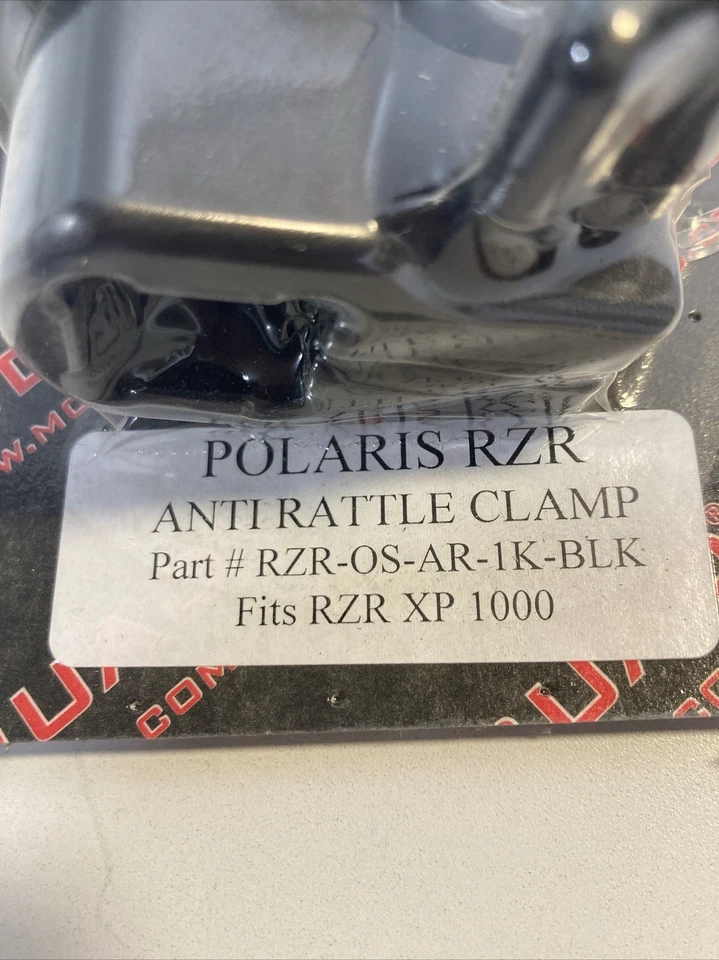 POLARIS RZR
ANTI RATTLE CLAMP
Part # RZR-OS-AR-1K-BLK
Fits RZR XP 1000